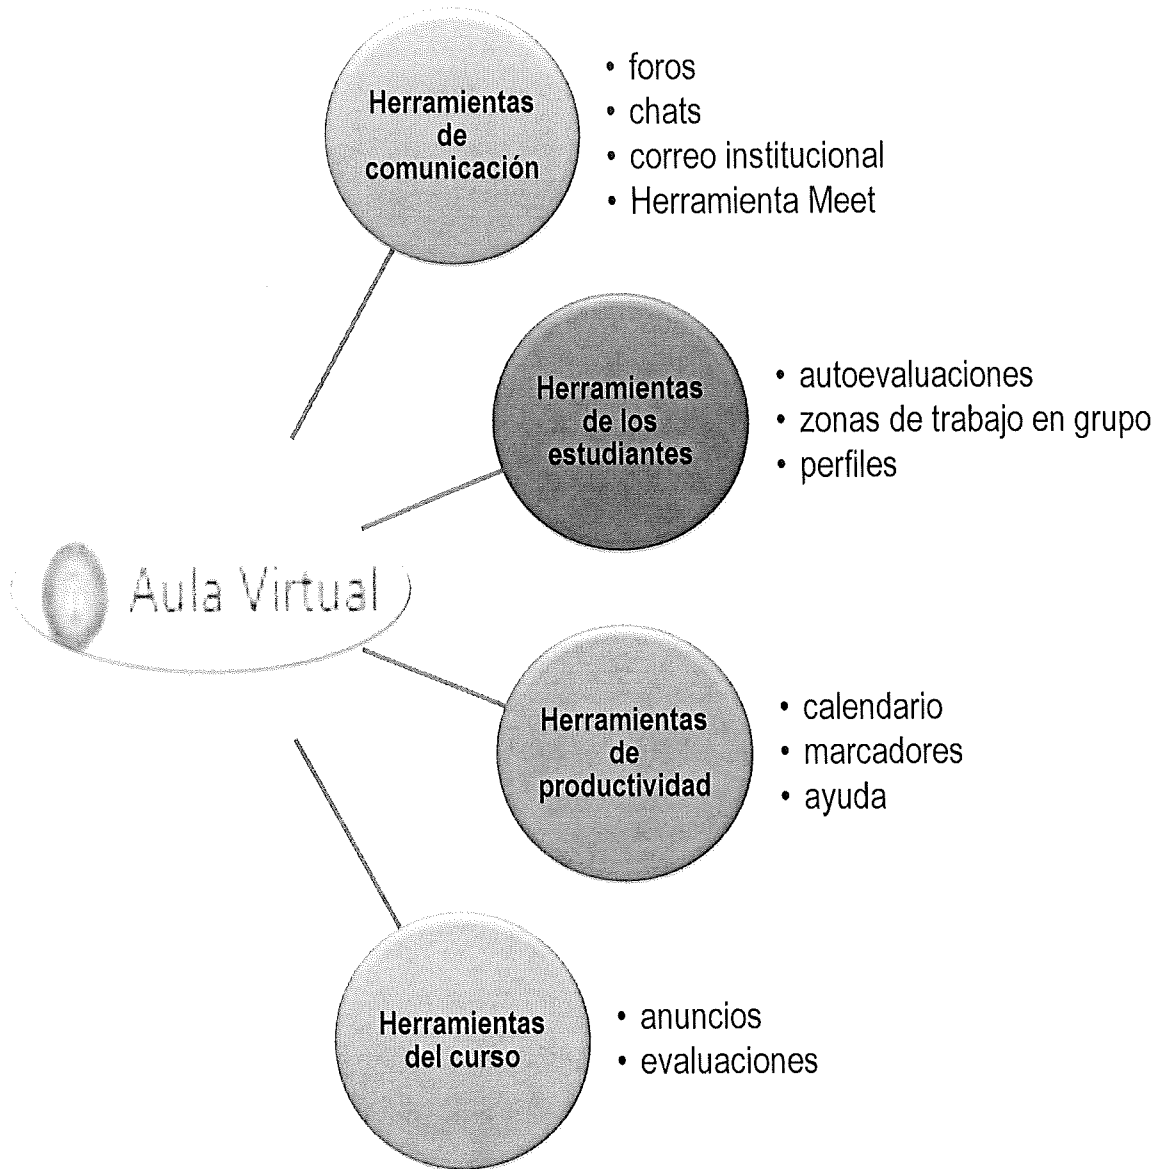 Herramientas
de
comunicación
• foros
• chats
• correo institucional
• Herramienta Meet
Herramientas
de los
estudiantes
• autoevaluaciones
• zonas de trabajo en grupo
• perfiles
Aula Virtual
Herramientas
de
productividad
• calendario
• marcadores
• ayuda
Herramientas
del curso
• anuncios
• evaluaciones